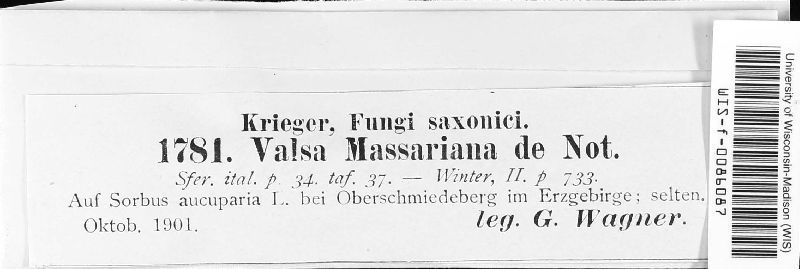 Krieger, Fungi saxonici.
1781. Valsa Massariana de Not.
Sfer. ital. p. 34. taf. 37. — Winter, II. p 733.
Auf Sorbus aucuparia L. bei Oberschmiedeberg im Erzgebirge; selten.
Oktob. 1901. leg. G. Wagner.
WIS-f-0086087
University of Wisconsin-Madison (WIS)